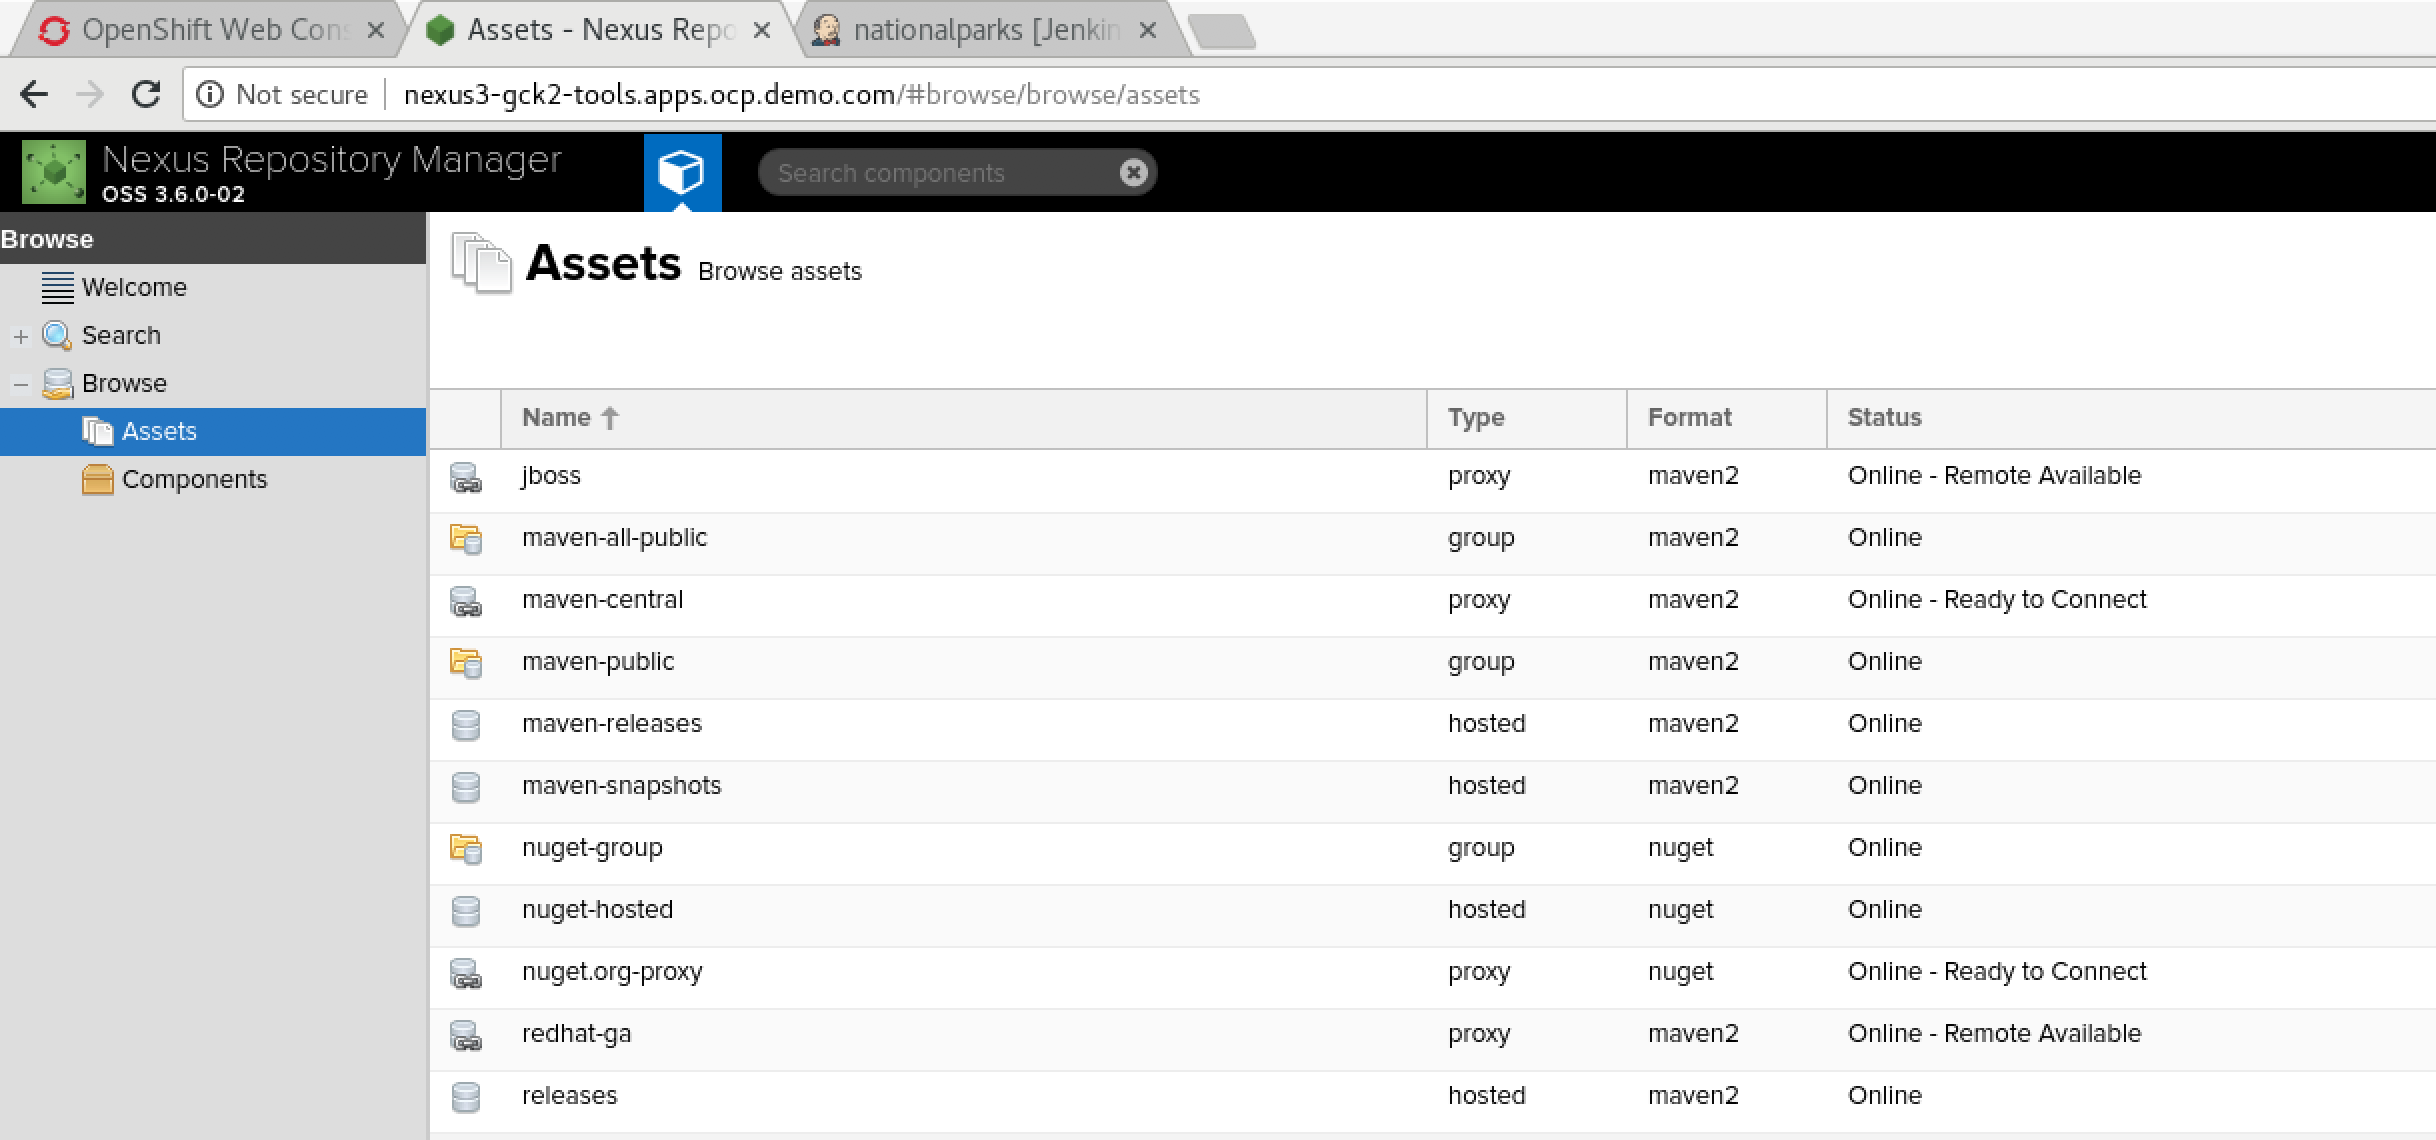 OpenShift Web Cons
Assets - Nexus Repo
nationalparks [Jenkin
Not secure nexus3-gck2-tools.apps.ocp.demo.com/#browse/browse/assets
Nexus Repository Manager
OSS 3.6.0-02
Search components
Browse
Welcome
Search
Browse
Assets
Components
Assets Browse assets
Name Type Format Status
jboss proxy maven2 Online - Remote Available
maven-all-public group maven2 Online
maven-central proxy maven2 Online - Ready to Connect
maven-public group maven2 Online
maven-releases hosted maven2 Online
maven-snapshots hosted maven2 Online
nuget-group group nuget Online
nuget-hosted hosted nuget Online
nuget.org-proxy proxy nuget Online - Ready to Connect
redhat-ga proxy maven2 Online - Remote Available
releases hosted maven2 Online